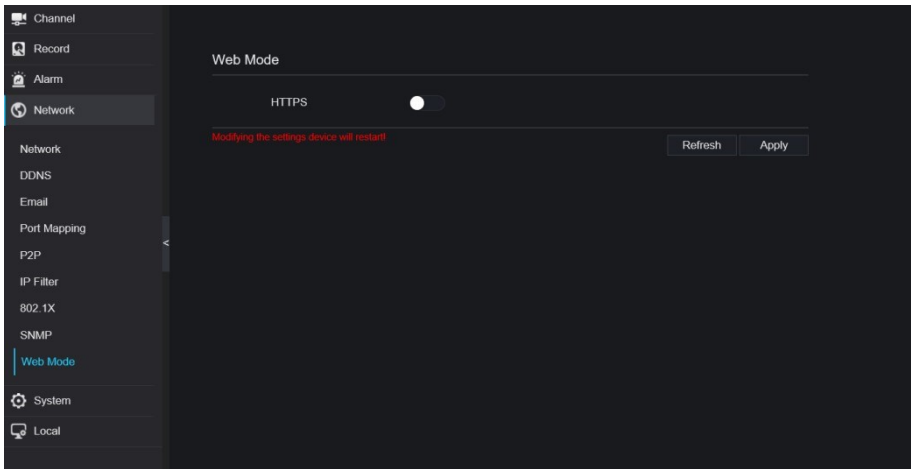 Channel
Record
Alarm
Network
Network
DDNS
Email
Port Mapping
P2P
IP Filter
802.1X
SNMP
Web Mode
System
Local
<
Web Mode
HTTPS
Modifying the settings device will restart!
Refresh
Apply